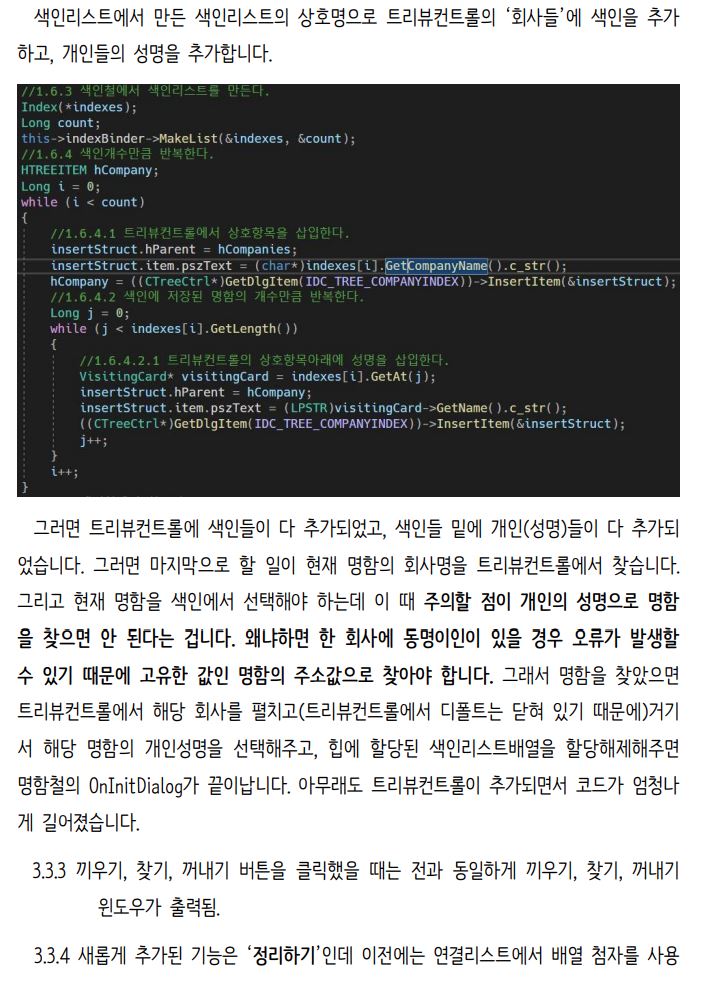 색인리스트에서 만든 색인리스트의 상호명으로 트리뷰컨트롤의 ‘회사들’에 색인을 추가
하고, 개인들의 성명을 추가합니다.
//1.6.3 색인철에서 색인리스트를 만든다.
Index(*indexes);
Long count;
this->indexBinder->MakeList(&indexes, &count);
//1.6.4 색인개수만큼 반복한다.
HTREEITEM hCompany;
Long i = 0;
while (i < count)
{
//1.6.4.1 트리뷰컨트롤에서 상호항목을 삽입한다.
insertStruct.hParent = hCompanies;
insertStruct.item.pszText = (char*)indexes[i].GetCompanyName().c_str();
hCompany = ((CTreeCtrl*)GetDlgItem(IDC_TREE_COMPANYINDEX))->InsertItem(&insertStruct);
//1.6.4.2 색인에 저장된 명함의 개수만큼 반복한다.
Long j = 0;
while (j < indexes[i].GetLength())
{
//1.6.4.2.1 트리뷰컨트롤의 상호항목아래에 성명을 삽입한다.
VisitingCard* visitingCard = indexes[i].GetAt(j);
insertStruct.hParent = hCompany;
insertStruct.item.pszText = (LPSTR)visitingCard->GetName().c_str();
((CTreeCtrl*)GetDlgItem(IDC_TREE_COMPANYINDEX))->InsertItem(&insertStruct);
j++;
}
i++;
}
그러면 트리뷰컨트롤에 색인들이 다 추가되었고, 색인들 밑에 개인(성명)들이 다 추가되
었습니다. 그러면 마지막으로 할 일이 현재 명함의 회사명을 트리뷰컨트롤에서 찾습니다.
그리고 현재 명함을 색인에서 선택해야 하는데 이 때 주의할 점이 개인의 성명으로 명함
을 찾으면 안 된다는 겁니다. 왜냐하면 한 회사에 동명이인이 있을 경우 오류가 발생할
수 있기 때문에 고유한 값인 명함의 주소값으로 찾아야 합니다. 그래서 명함을 찾았으면
트리뷰컨트롤에서 해당 회사를 펼치고(트리뷰컨트롤에서 디폴트는 닫혀 있기 때문에)거기
서 해당 명함의 개인성명을 선택해주고, 힙에 할당된 색인리스트배열을 할당해제해주면
명함철의 OnInitDialog가 끝이납니다. 아무래도 트리뷰컨트롤이 추가되면서 코드가 엄청나
게 길어졌습니다.
3.3.3 끼우기, 찾기, 꺼내기 버튼을 클릭했을 때는 전과 동일하게 끼우기, 찾기, 꺼내기
윈도우가 출력됨.
3.3.4 새롭게 추가된 기능은 ‘정리하기’인데 이전에는 연결리스트에서 배열 첨자를 사용